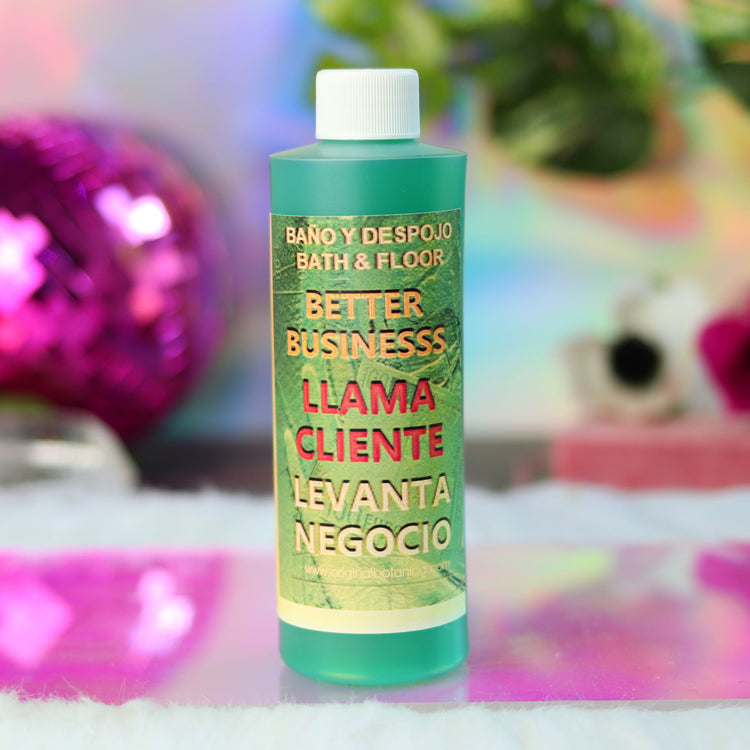 BAÑO Y DESPOJO
BATH & FLOOR
BETTER
BUSINESSS
LLAMA
CLIENTE
LEVANTA
NEGOCIO
www.originalbotanica.com